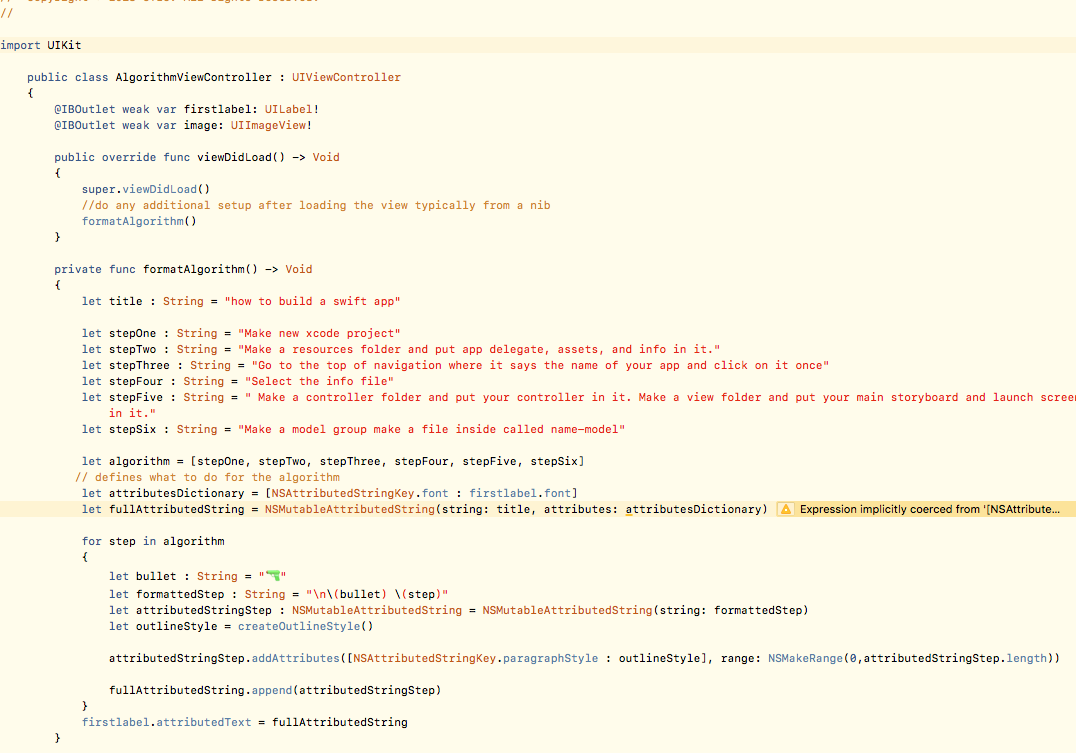 //
import UIKit
public class AlgorithmViewController : UIViewController
{
@IBOutlet weak var firstlabel: UILabel!
@IBOutlet weak var image: UIImageView!
public override func viewDidLoad() -> Void
{
super.viewDidLoad()
//do any additional setup after loading the view typically from a nib
formatAlgorithm()
}
private func formatAlgorithm() -> Void
{
let title : String = "how to build a swift app"
let stepOne : String = "Make new xcode project"
let stepTwo : String = "Make a resources folder and put app delegate, assets, and info in it."
let stepThree : String = "Go to the top of navigation where it says the name of your app and click on it once"
let stepFour : String = "Select the info file"
let stepFive : String = " Make a controller folder and put your controller in it. Make a view folder and put your main storyboard and launch screen
in it."
let stepSix : String = "Make a model group make a file inside called name-model"
let algorithm = [stepOne, stepTwo, stepThree, stepFour, stepFive, stepSix]
// defines what to do for the algorithm
let attributesDictionary = [NSAttributedStringKey.font : firstlabel.font]
let fullAttributedString = NSMutableAttributedString(string: title, attributes: attributesDictionary) Expression implicitly coerced from '[NSAttribute...
for step in algorithm
{
let bullet : String = "🔫"
let formattedStep : String = "\n\(bullet) \(step)"
let attributedStringStep : NSMutableAttributedString = NSMutableAttributedString(string: formattedStep)
let outlineStyle = createOutlineStyle()
attributedStringStep.addAttributes([NSAttributedStringKey.paragraphStyle : outlineStyle], range: NSMakeRange(0,attributedStringStep.length))
fullAttributedString.append(attributedStringStep)
}
firstlabel.attributedText = fullAttributedString
}